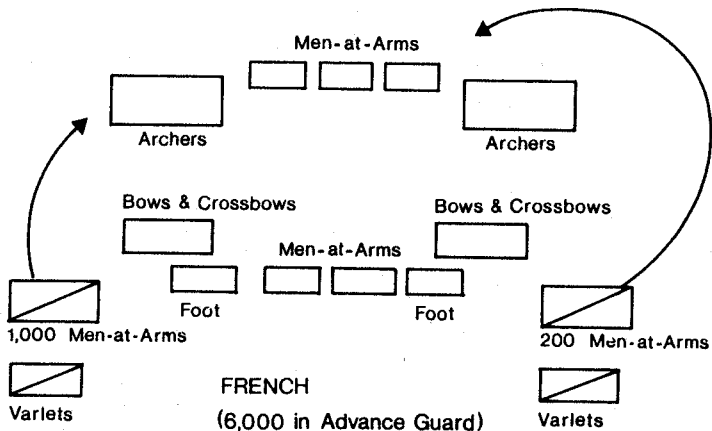 Men-at-Arms
Archers
Archers
Bows & Crossbows
Bows & Crossbows
Men-at-Arms
Foot
Foot
1,000 Men-at-Arms
200 Men-at-Arms
FRENCH
(6,000 in Advance Guard)
Varlets
Varlets